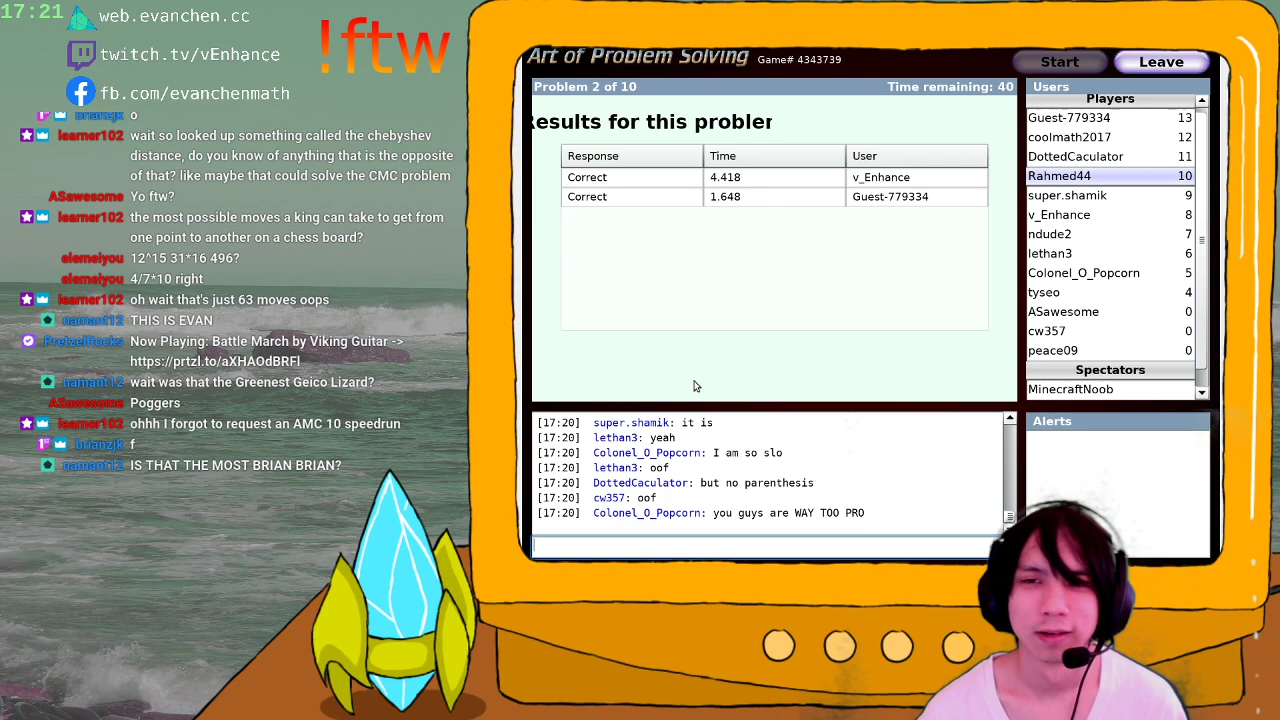 17:21
web.evanchen.cc
twitch.tv/vEnhance
fb.com/evanchenmath
!ftw
brianzjk o
learner102 wait so looked up something called the chebyshev
distance, do you know of anything that is the opposite
of that? like maybe that could solve the CMC problem
ASawesome Yo ftw?
learner102 the most possible moves a king can take to get from
one point to another on a chess board?
elemeiyou 12^15 31*16 496?
elemeiyou 4/7*10 right
learner102 oh wait that's just 63 moves oops
namant12 THIS IS EVAN
PretzelRocks Now Playing: Battle March by Viking Guitar ->
https://prtzl.to/aXHAOdBRFl
namant12 wait was that the Greenest Geico Lizard?
ASawesome Poggers
learner102 ohhh I forgot to request an AMC 10 speedrun
brianzjk f
namant12 IS THAT THE MOST BRIAN BRIAN?
Art of Problem Solving Game# 4343739
Start Leave
Problem 2 of 10 Time remaining: 40
Results for this problem
Response Time User
Correct 4.418 v_Enhance
Correct 1.648 Guest-779334
[17:20] super.shamik: it is
[17:20] lethan3: yeah
[17:20] Colonel_O_Popcorn: I am so slo
[17:20] lethan3: oof
[17:20] DottedCaculator: but no parenthesis
[17:20] cw357: oof
[17:20] Colonel_O_Popcorn: you guys are WAY TOO PRO
Users
Players
Guest-779334 13
coolmath2017 12
DottedCaculator 11
Rahmed44 10
super.shamik 9
v_Enhance 8
ndude2 7
lethan3 6
Colonel_O_Popcorn 5
tyseo 4
ASawesome 0
cw357 0
peace09 0
Spectators
MinecraftNoob
Alerts